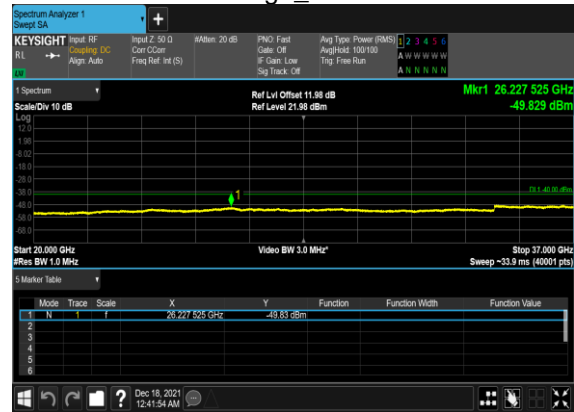 Spectrum Analyzer 1
Swept SA
+
KEYSIGHT Input: RF
RL Coupling: DC
Align: Auto
Input Z: 50 Ω
Corr CCorr
Freq Ref: Int (S)
#Atten: 20 dB
PNO: Fast
Gate: Off
IF Gain: Low
Sig Track: Off
Avg Type: Power (RMS)
Avg|Hold: 100/100
Trig: Free Run
1 2 3 4 5 6
A W W W W W
A N N N N N
1 Spectrum
Scale/Div 10 dB
Ref Lvl Offset 11.98 dB
Ref Level 21.98 dBm
Mkr1 26.227 525 GHz
-49.829 dBm
Log
12.0
1.98
-8.02
-18.0
-28.0
-38.0
-48.0
-58.0
-68.0
1
DL1 -40.00 dBm
Start 20.000 GHz
#Res BW 1.0 MHz
Video BW 3.0 MHz*
Stop 37.000 GHz
Sweep ~33.9 ms (40001 pts)
5 Marker Table
Mode Trace Scale X Y Function Function Width Function Value
1 N 1 f 26.227 525 GHz -49.83 dBm
2
3
4
5
6
? Dec 18, 2021
12:41:54 AM